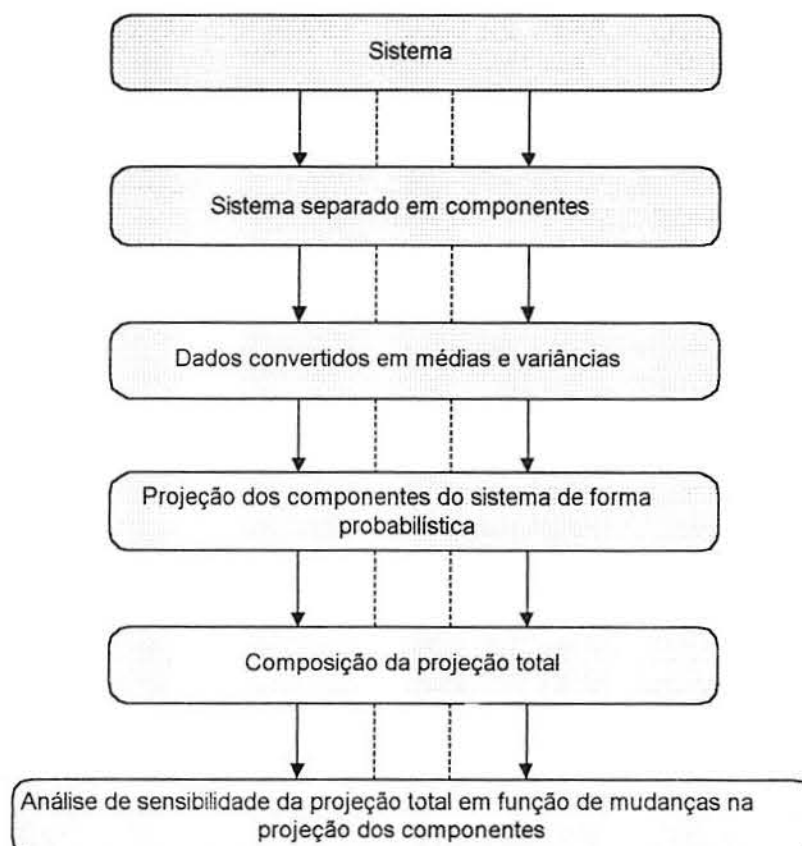 Sistema
Sistema separado em componentes
Dados convertidos em médias e variâncias
Projeção dos componentes do sistema de forma
probabilística
Composição da projeção total
Análise de sensibilidade da projeção total em função de mudanças na
projeção dos componentes